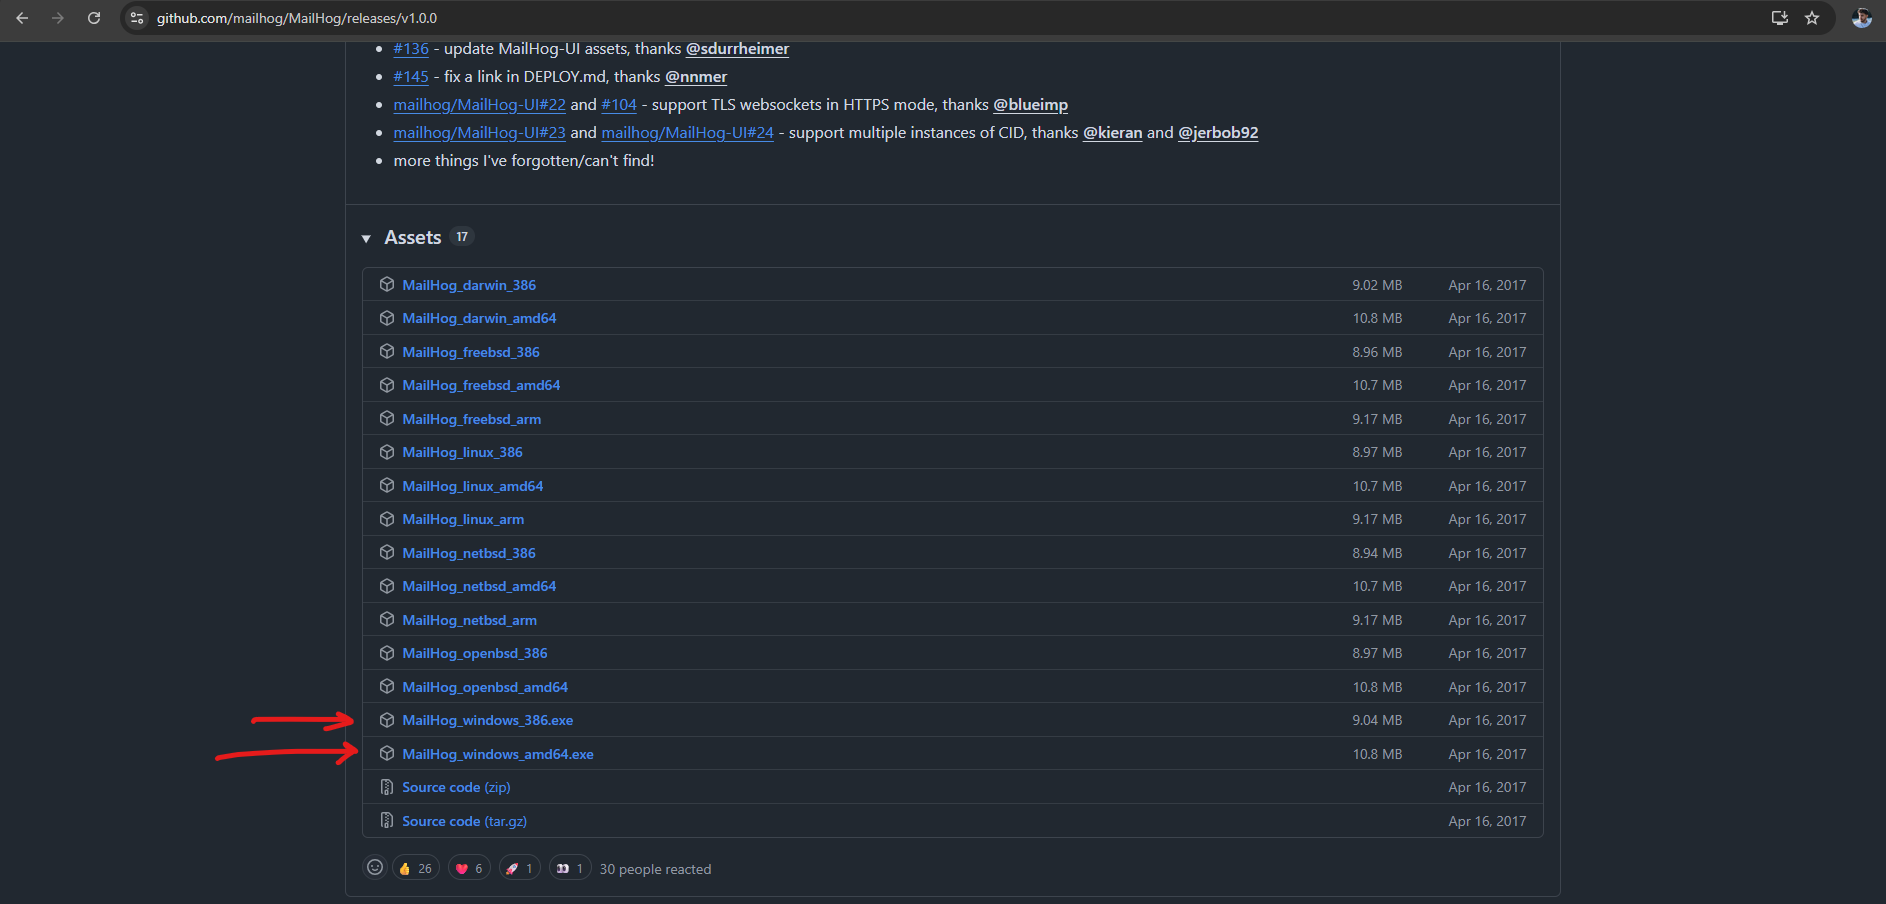 github.com/mailhog/MailHog/releases/v1.0.0
#136 - update MailHog-UI assets, thanks @sdurrheimer
#145 - fix a link in DEPLOY.md, thanks @nnmer
mailhog/MailHog-UI#22 and #104 - support TLS websockets in HTTPS mode, thanks @blueimp
mailhog/MailHog-UI#23 and mailhog/MailHog-UI#24 - support multiple instances of CID, thanks @kieran and @jerbob92
more things I've forgotten/can't find!
Assets 17
MailHog_darwin_386 9.02 MB Apr 16, 2017
MailHog_darwin_amd64 10.8 MB Apr 16, 2017
MailHog_freebsd_386 8.96 MB Apr 16, 2017
MailHog_freebsd_amd64 10.7 MB Apr 16, 2017
MailHog_freebsd_arm 9.17 MB Apr 16, 2017
MailHog_linux_386 8.97 MB Apr 16, 2017
MailHog_linux_amd64 10.7 MB Apr 16, 2017
MailHog_linux_arm 9.17 MB Apr 16, 2017
MailHog_netbsd_386 8.94 MB Apr 16, 2017
MailHog_netbsd_amd64 10.7 MB Apr 16, 2017
MailHog_netbsd_arm 9.17 MB Apr 16, 2017
MailHog_openbsd_386 8.97 MB Apr 16, 2017
MailHog_openbsd_amd64 10.8 MB Apr 16, 2017
MailHog_windows_386.exe 9.04 MB Apr 16, 2017
MailHog_windows_amd64.exe 10.8 MB Apr 16, 2017
Source code (zip) Apr 16, 2017
Source code (tar.gz) Apr 16, 2017
26 6 1 1 30 people reacted